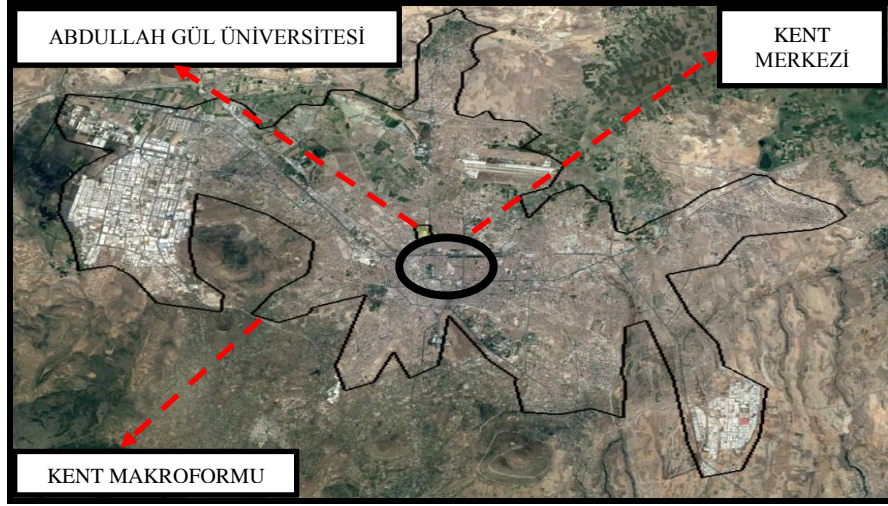 ABDULLAH GÜL ÜNİVERSİTESİ
KENT
MERKEZİ
KENT MAKROFORMU